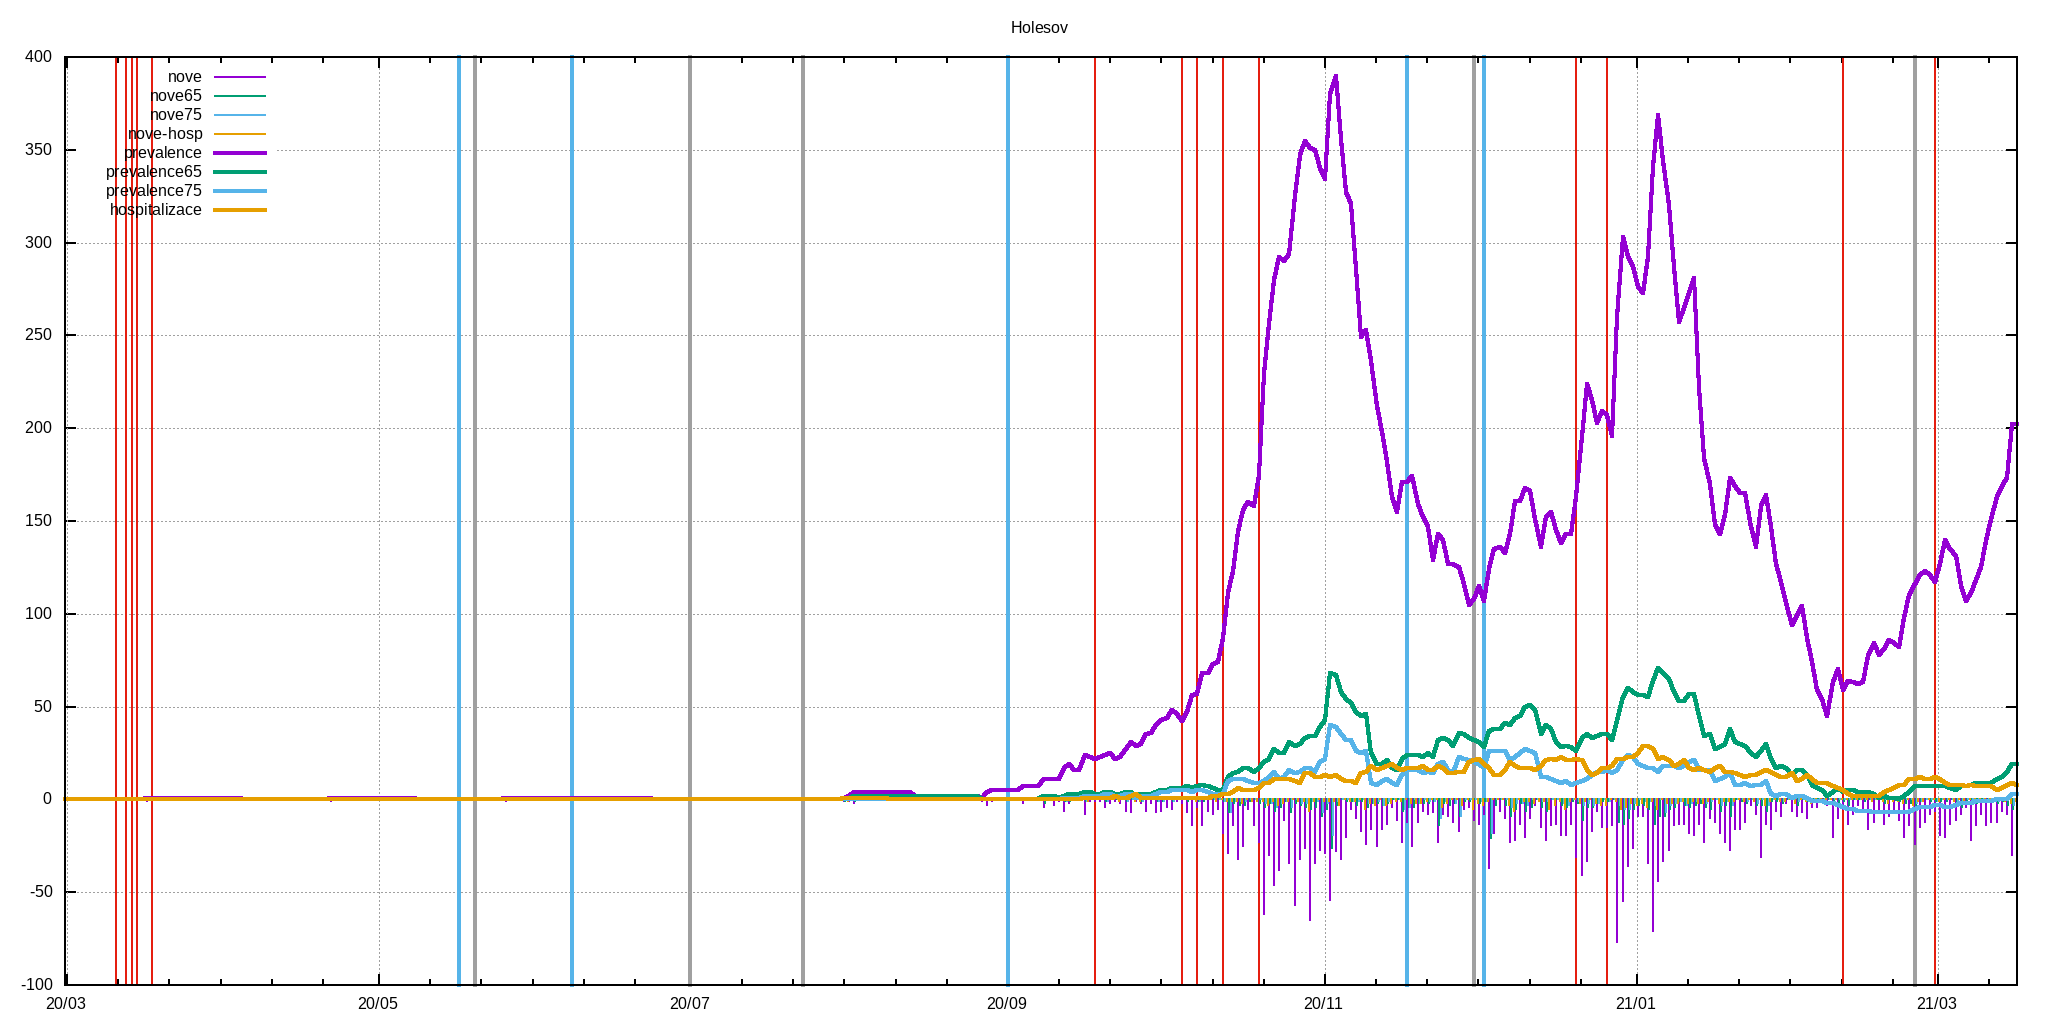 Holesov
400
350
300
250
200
150
100
50
0
-50
-100
nove
nove65
nove75
nove-hosp
prevalence
prevalence65
prevalence75
hospitalizace
20/03 20/05 20/07 20/09 20/11 21/01 21/03